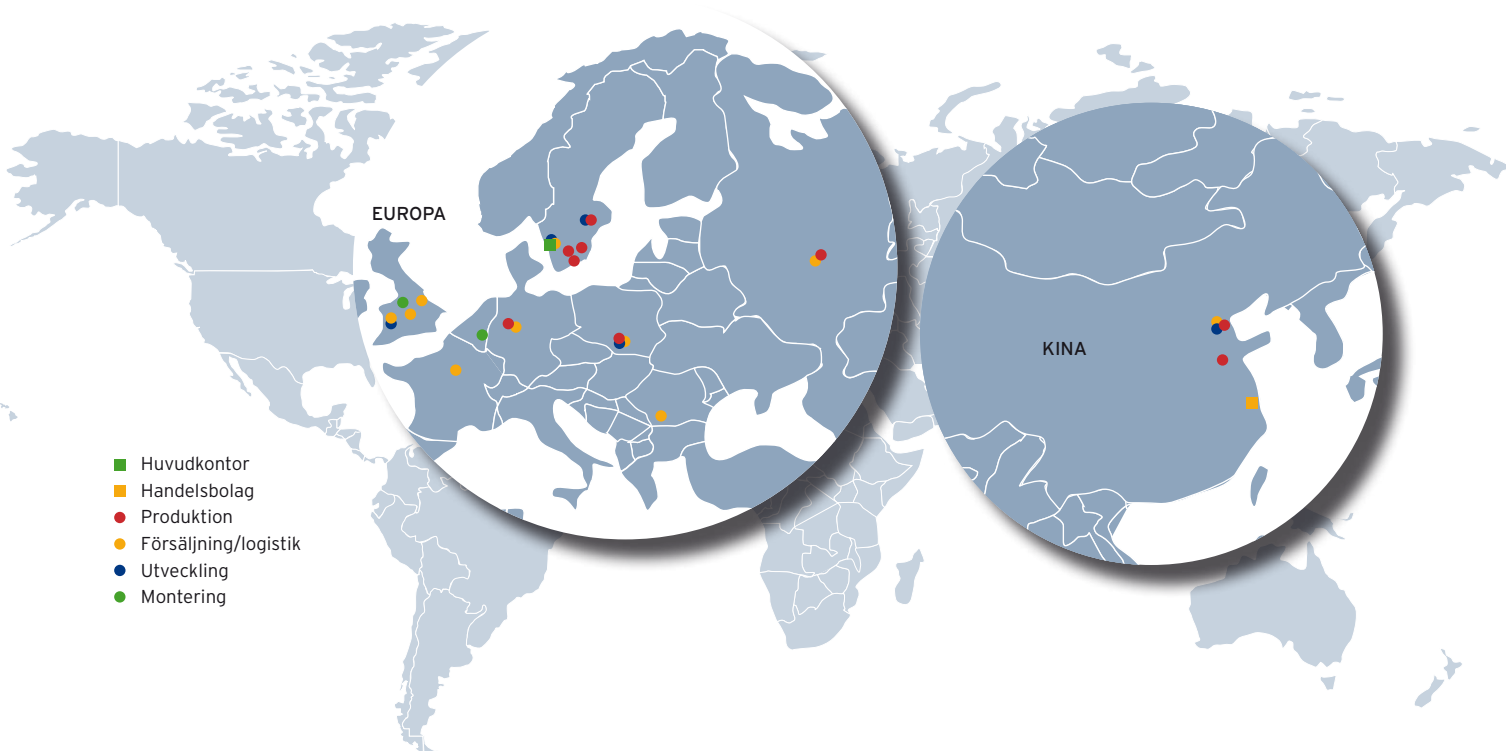 EUROPA
KINA
Huvudkontor
Handelsbolag
Produktion
Försäljning/logistik
Utveckling
Montering